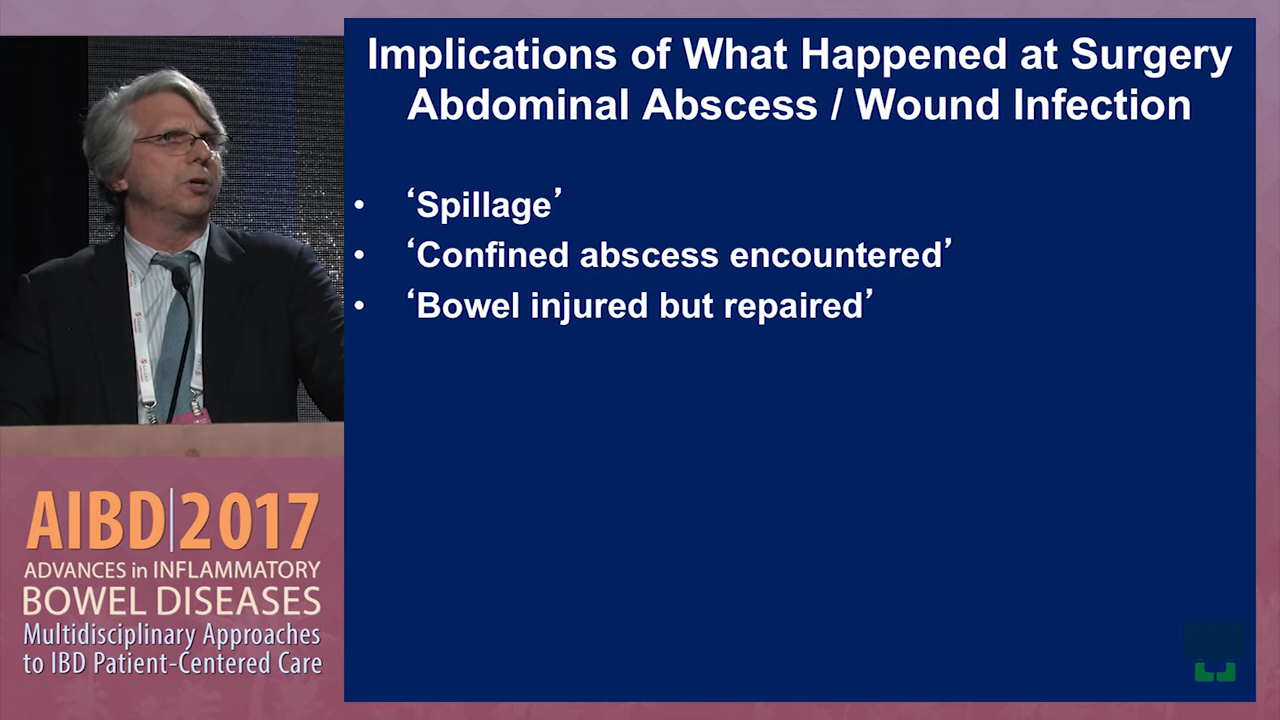 Implications of What Happened at Surgery
Abdominal Abscess / Wound Infection
• ‘Spillage’
• ‘Confined abscess encountered’
• ‘Bowel injured but repaired’
AIBD|2017
ADVANCES in INFLAMMATORY
BOWEL DISEASES
Multidisciplinary Approaches
to IBD Patient-Centered Care